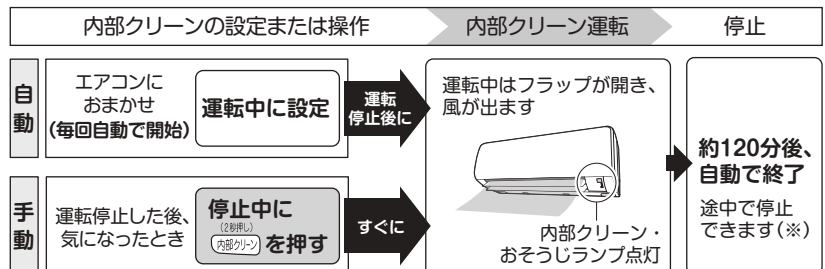 内部クリーンの設定または操作
内部クリーン運転
停止
自動
エアコンに
おまかせ
(毎回自動で開始)
運転中に設定
運転
停止後に
手動
運転停止した後、
気になったとき
停止中に
(2秒押し)
内部クリーン を押す
すぐに
運転中はフラップが開き、
風が出ます
内部クリーン・
おそうじランプ点灯
約120分後、
自動で終了
途中で停止
できます(※)